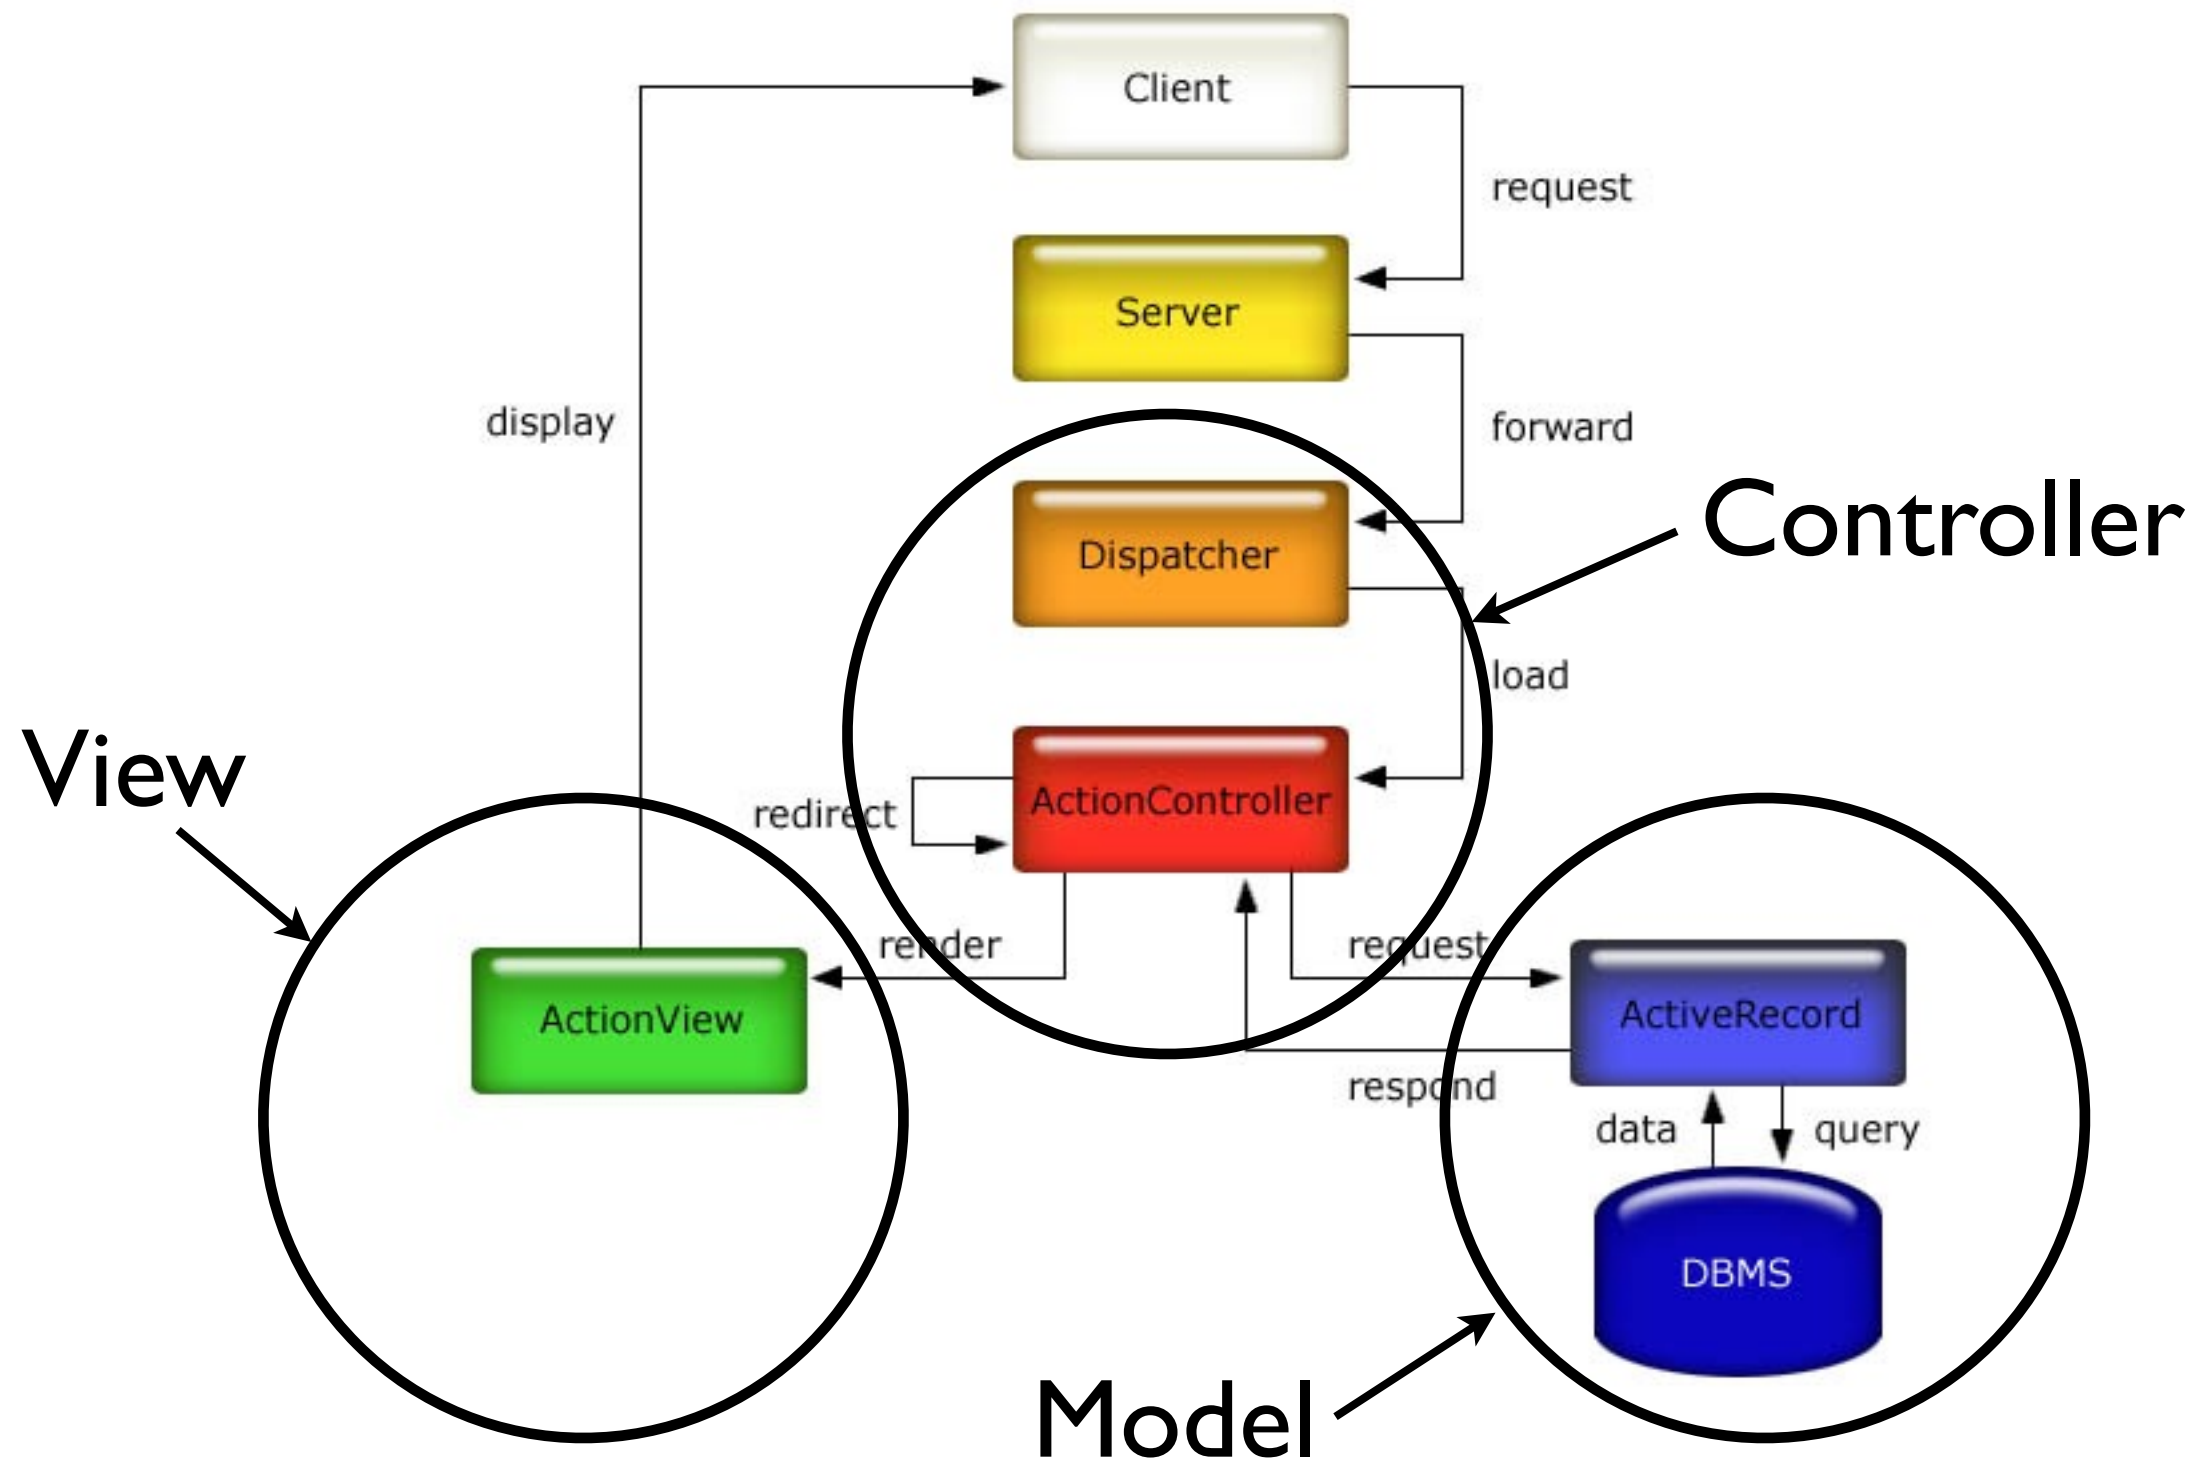 Client
request
Server
display
forward
Controller
Dispatcher
load
View
redirect
ActionController
render
request
ActionView
ActiveRecord
respond
data
query
DBMS
Model